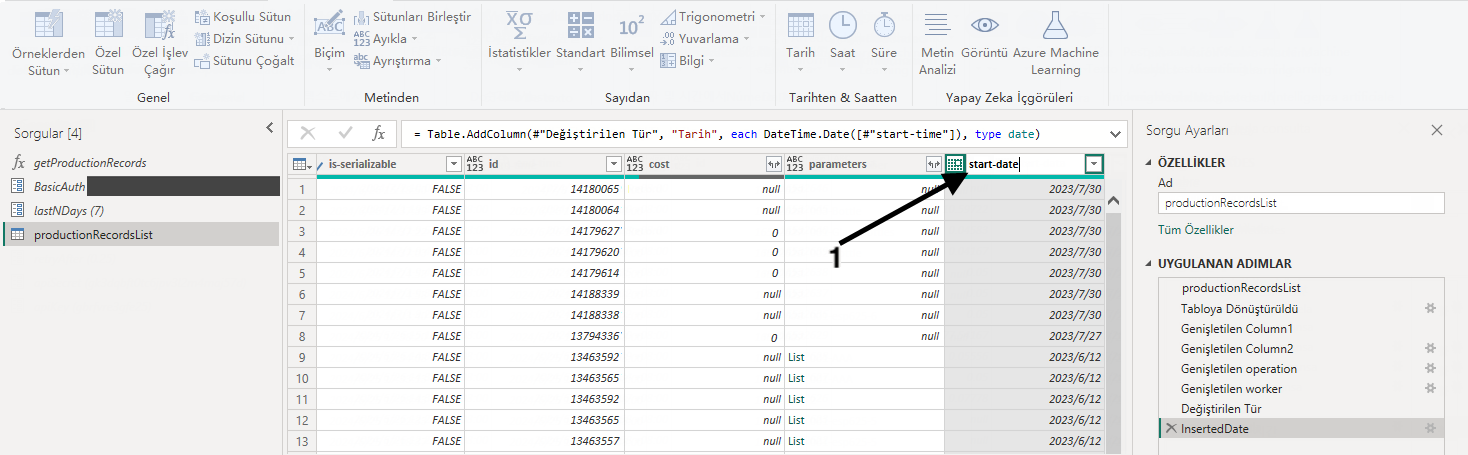 Örneklerden Sütun
Özel Sütun
Özel İşlev Çağır
Koşullu Sütun
Dizin Sütunu
Sütunu Çoğalt
Genel
Biçim
Sütunları Birleştir
Ayıkla
Ayrıştırma
Metinden
İstatistikler
Standart
Bilimsel
Trigonometri
Yuvarlama
Bilgi
Sayıdan
Tarih
Saat
Süre
Tarihten & Saatten
Metin Analizi
Görüntü
Azure Machine Learning
Yapay Zeka İçgörüleri
Sorgular [4]
getProductionRecords
BasicAuth
lastNDays (7)
productionRecordsList
= Table.AddColumn(#"Değiştirilen Tür", "Tarih", each DateTime.Date([#"start-time"]), type date)
is-serializable ABC 123 id ABC 123 cost ABC 123 parameters start-date
1 FALSE 14180065 null null 2023/7/30
2 FALSE 14180064 null null 2023/7/30
3 FALSE 14179627 0 null 2023/7/30
4 FALSE 14179620 0 null 2023/7/30
5 FALSE 14179614 0 null 2023/7/30
6 FALSE 14188339 null null 2023/7/30
7 FALSE 14188338 null null 2023/7/30
8 FALSE 13794336 0 null 2023/7/27
9 FALSE 13463592 null List 2023/6/12
10 FALSE 13463565 null List 2023/6/12
11 FALSE 13463592 null List 2023/6/12
12 FALSE 13463565 null List 2023/6/12
13 FALSE 13463557 null List 2023/6/12
1
Sorgu Ayarları
ÖZELLİKLER
Ad
productionRecordsList
Tüm Özellikler
UYGULANAN ADIMLAR
productionRecordsList
Tabloya Dönüştürüldü
Genişletilen Column1
Genişletilen Column2
Genişletilen operation
Genişletilen worker
Değiştirilen Tür
InsertedDate